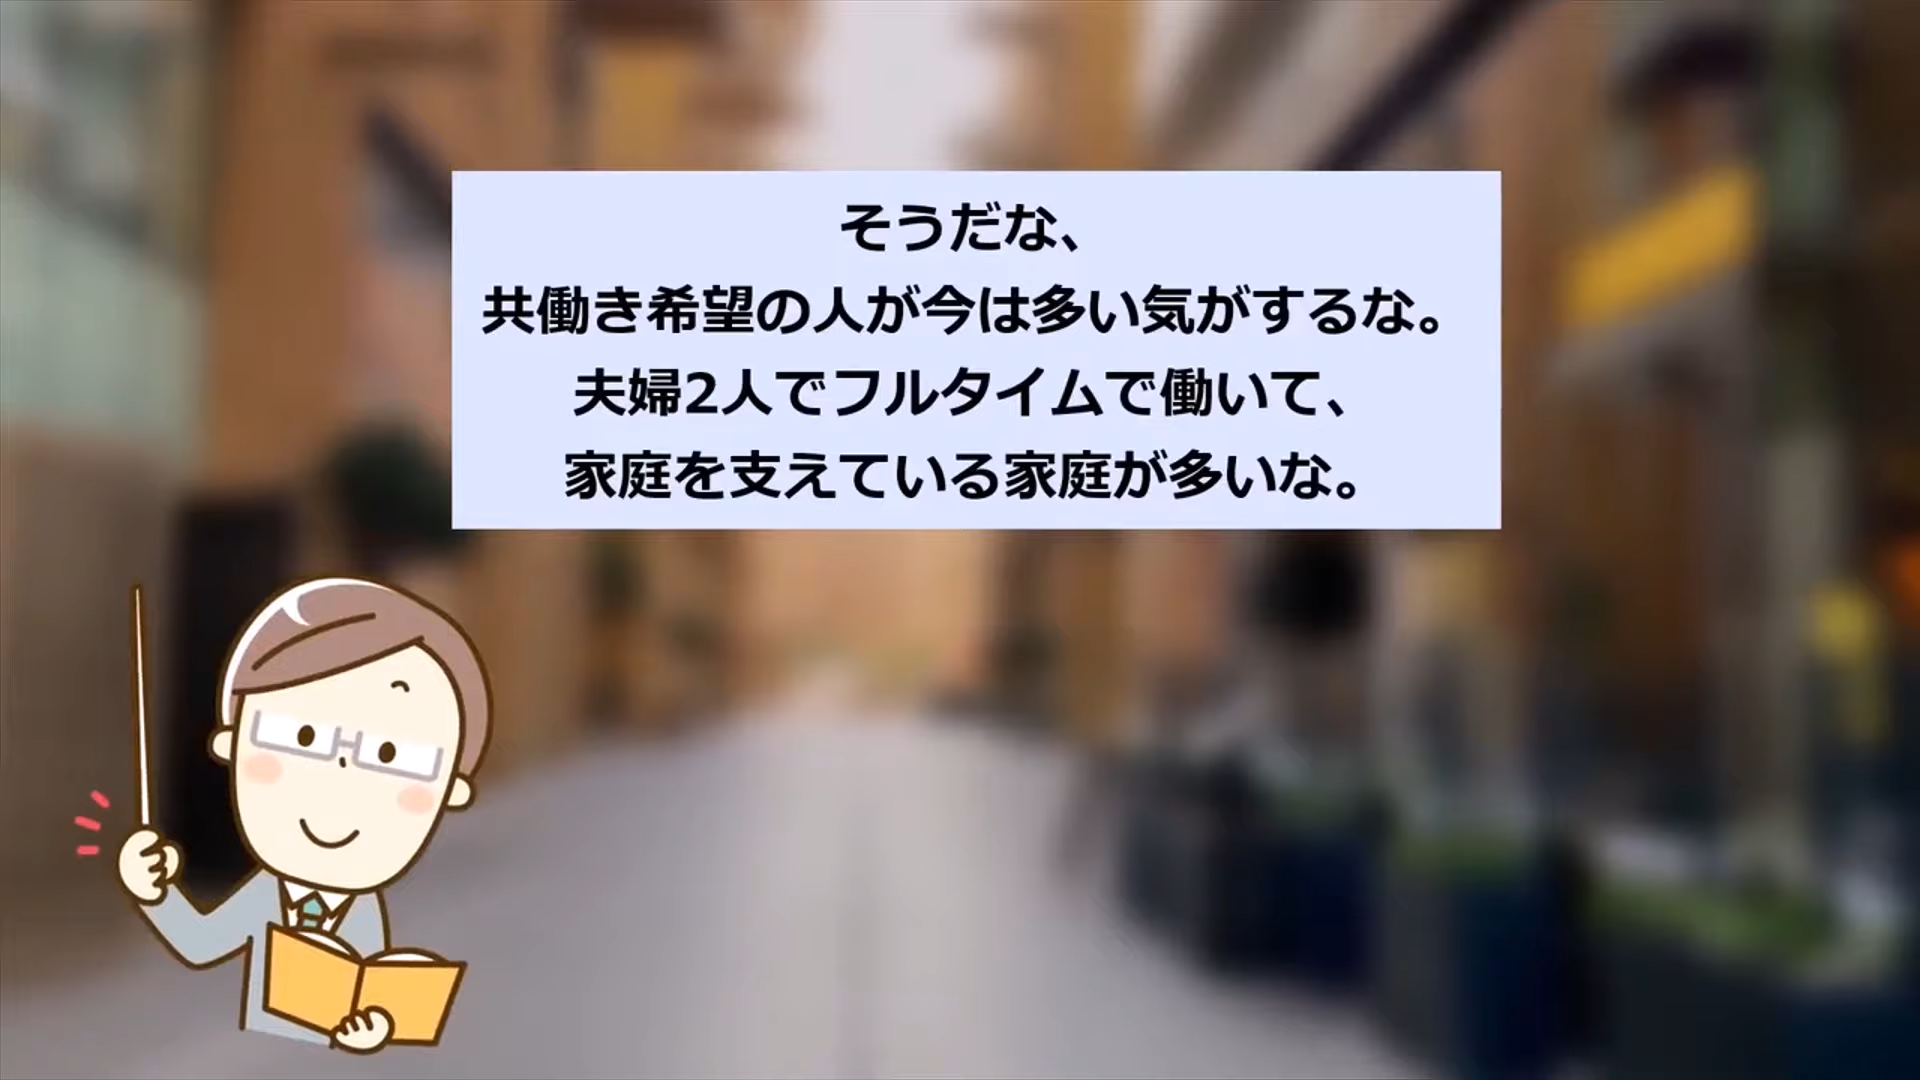 そうだな、
共働き希望の人が今は多い気がするな。
夫婦2人でフルタイムで働いて、
家庭を支えている家庭が多いな。